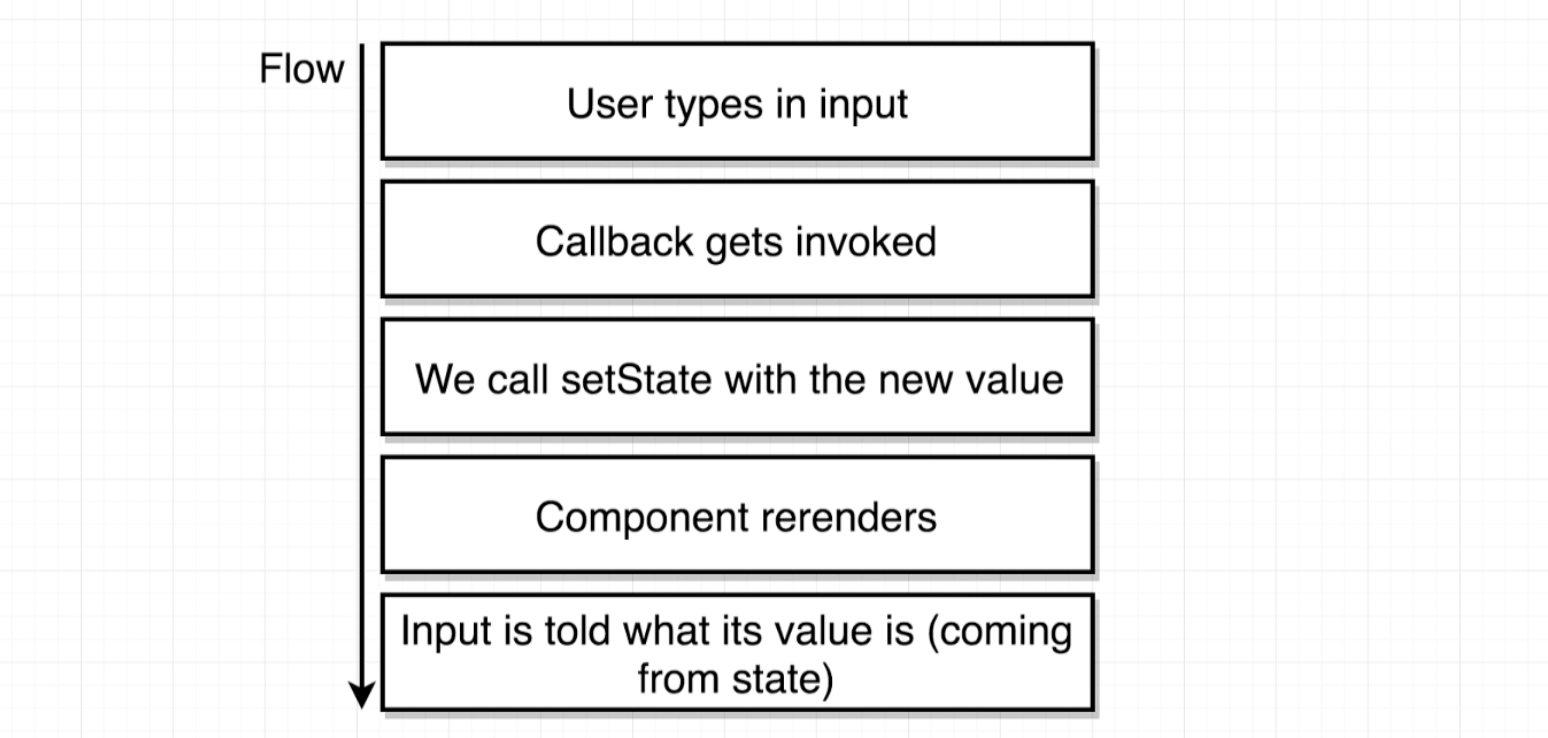 Flow
User types in input
Callback gets invoked
We call setState with the new value
Component rerenders
Input is told what its value is (coming
from state)